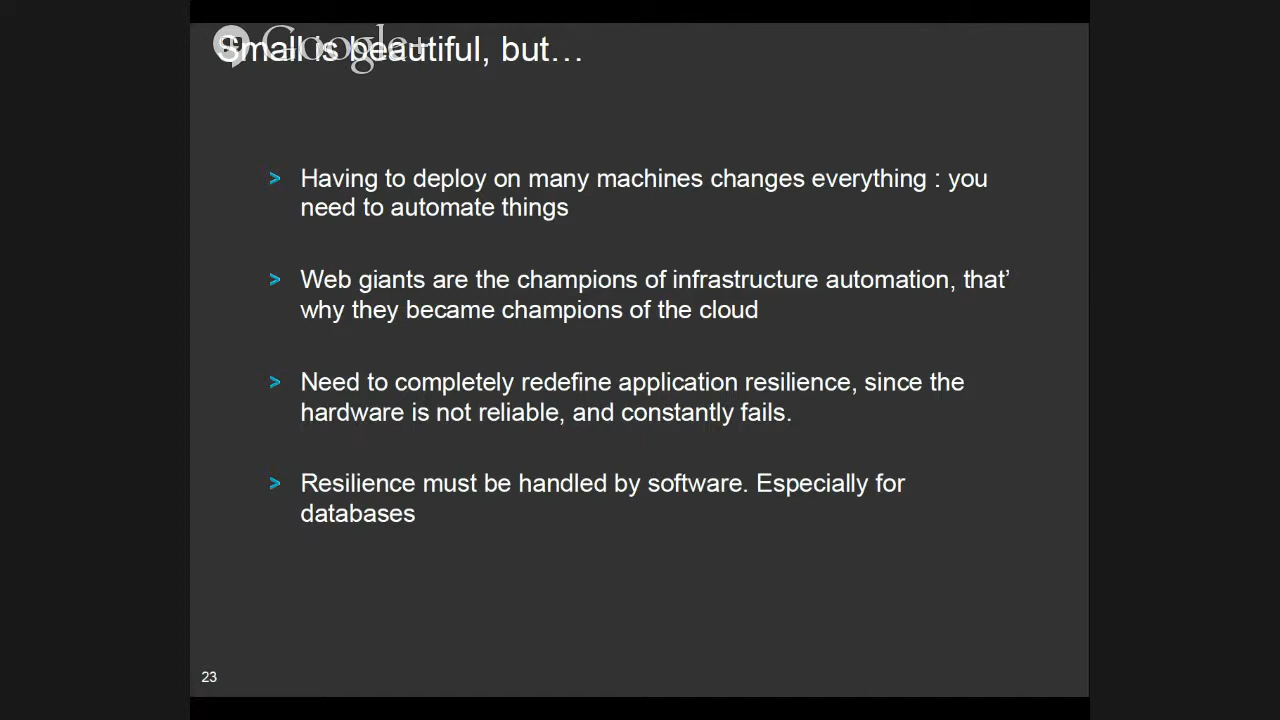 Google+
Small is beautiful, but…
> Having to deploy on many machines changes everything : you
need to automate things
> Web giants are the champions of infrastructure automation, that’
why they became champions of the cloud
> Need to completely redefine application resilience, since the
hardware is not reliable, and constantly fails.
> Resilience must be handled by software. Especially for
databases
23